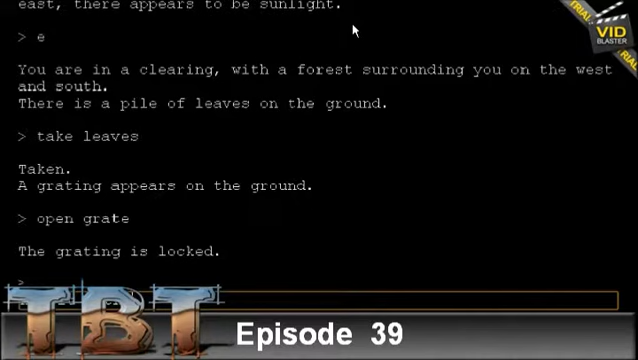 east, there appears to be sunlight.
> e
You are in a clearing, with a forest surrounding you on the west
and south.
There is a pile of leaves on the ground.
> take leaves
Taken.
A grating appears on the ground.
> open grate
The grating is locked.
>
TBT
Episode 39
TRIAL
VID
BLASTER
TRIAL